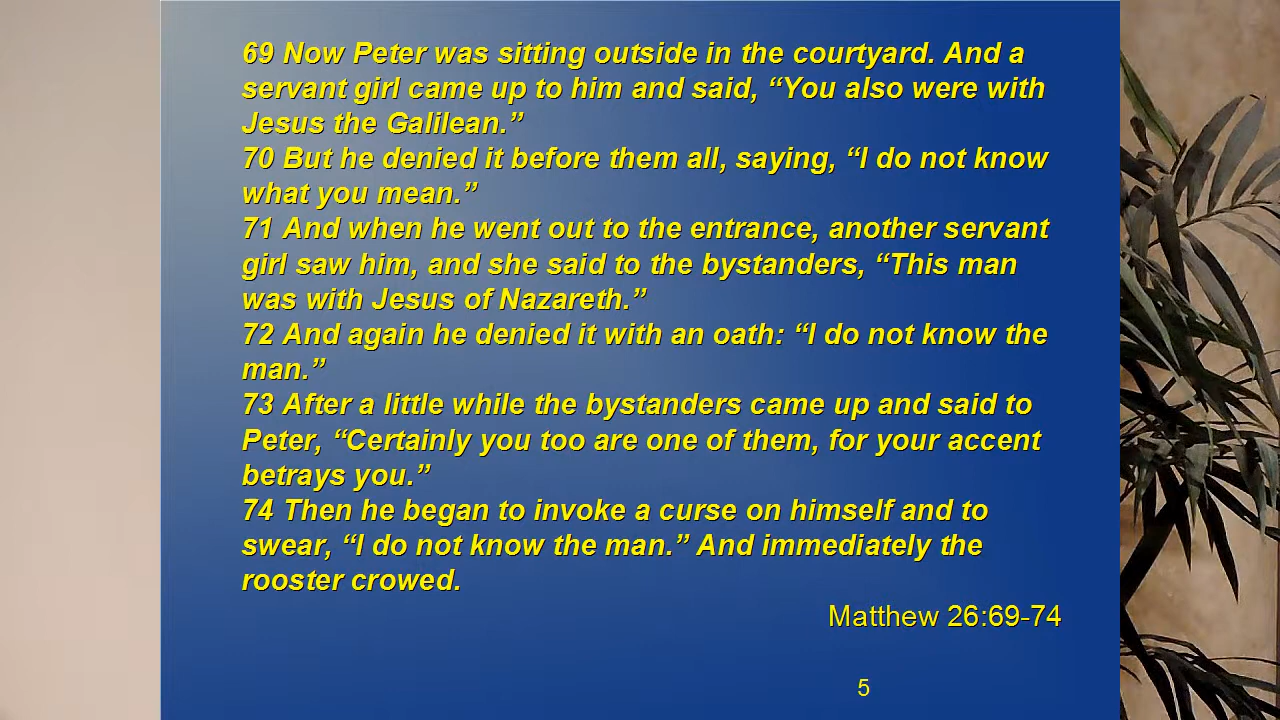 69 Now Peter was sitting outside in the courtyard. And a
servant girl came up to him and said, “You also were with
Jesus the Galilean.”
70 But he denied it before them all, saying, “I do not know
what you mean.”
71 And when he went out to the entrance, another servant
girl saw him, and she said to the bystanders, “This man
was with Jesus of Nazareth.”
72 And again he denied it with an oath: “I do not know the
man.”
73 After a little while the bystanders came up and said to
Peter, “Certainly you too are one of them, for your accent
betrays you.”
74 Then he began to invoke a curse on himself and to
swear, “I do not know the man.” And immediately the
rooster crowed.
Matthew 26:69-74
5